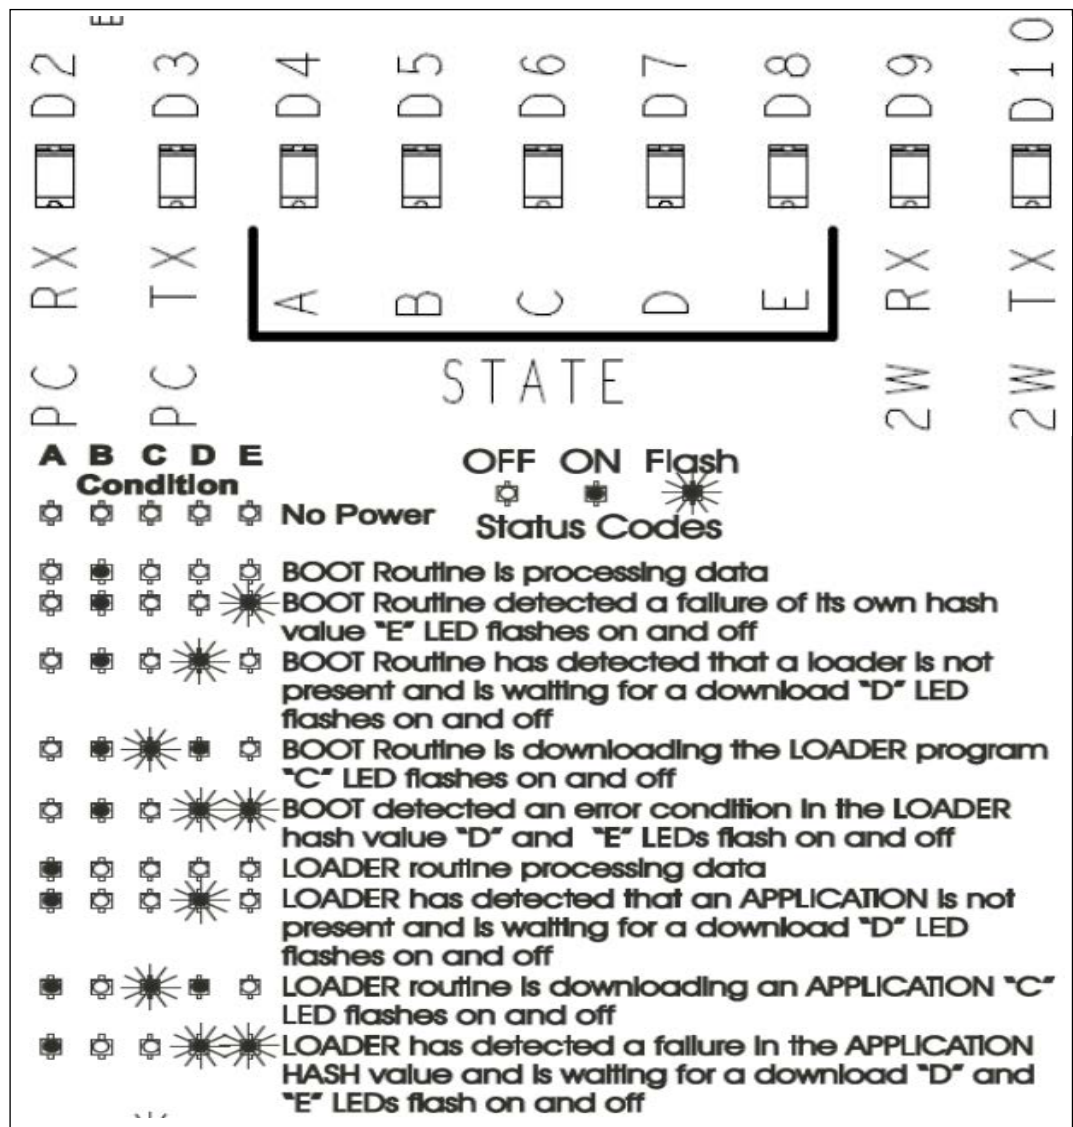 D2 D3 D4 D5 D6 D7 D8 D9 D10
PC RX PC TX A B C D E 2W RX 2W TX
STATE
A B C D E
Condition
OFF ON Flash
Status Codes
No Power
BOOT Routine is processing data
BOOT Routine detected a failure of its own hash
value "E" LED flashes on and off
BOOT Routine has detected that a loader is not
present and is waiting for a download "D" LED
flashes on and off
BOOT Routine is downloading the LOADER program
"C" LED flashes on and off
BOOT detected an error condition in the LOADER
hash value "D" and "E" LEDs flash on and off
LOADER routine processing data
LOADER has detected that an APPLICATION is not
present and is waiting for a download "D" LED
flashes on and off
LOADER routine is downloading an APPLICATION "C"
LED flashes on and off
LOADER has detected a failure in the APPLICATION
HASH value and is waiting for a download "D" and
"E" LEDs flash on and off